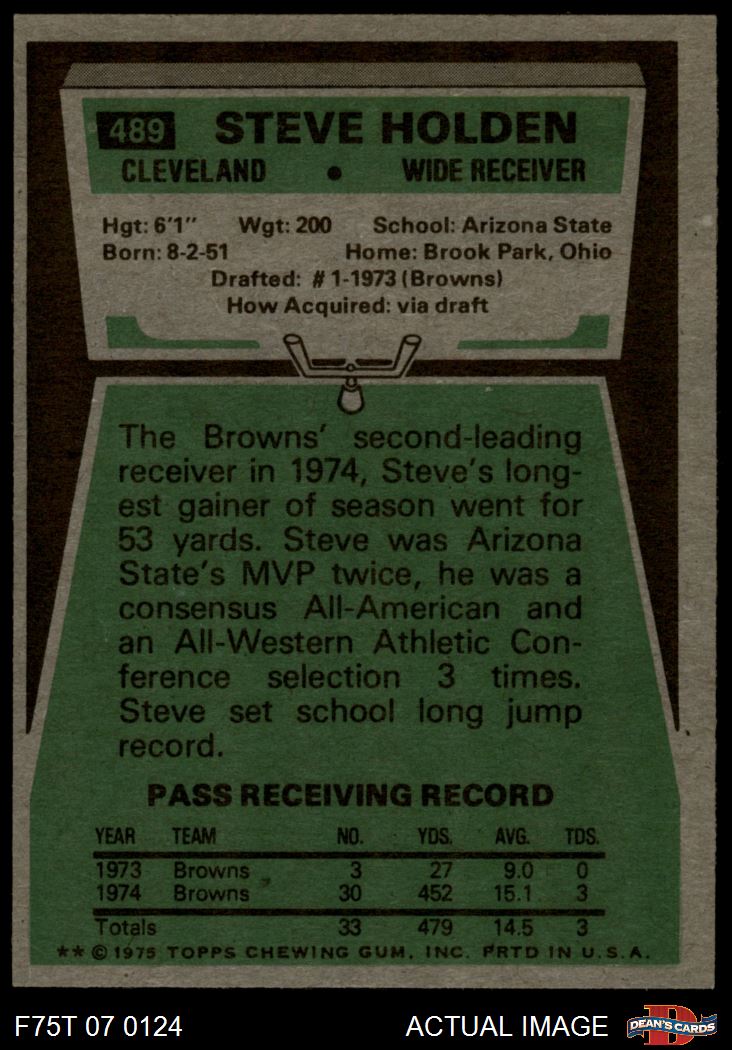 489 STEVE HOLDEN
CLEVELAND • WIDE RECEIVER
Hgt: 6'1" Wgt: 200 School: Arizona State
Born: 8-2-51 Home: Brook Park, Ohio
Drafted: #1-1973 (Browns)
How Acquired: via draft
The Browns' second-leading
receiver in 1974, Steve's long-
est gainer of season went for
53 yards. Steve was Arizona
State's MVP twice, he was a
consensus All-American and
an All-Western Athletic Con-
ference selection 3 times.
Steve set school long jump
record.
PASS RECEIVING RECORD
YEAR TEAM NO. YDS. AVG. TDS.
1973 Browns 3 27 9.0 0
1974 Browns 30 452 15.1 3
Totals 33 479 14.5 3
** © 1975 TOPPS CHEWING GUM, INC. PRTD IN U.S.A.
F75T 07 0124 ACTUAL IMAGE D DEAN'S CARDS